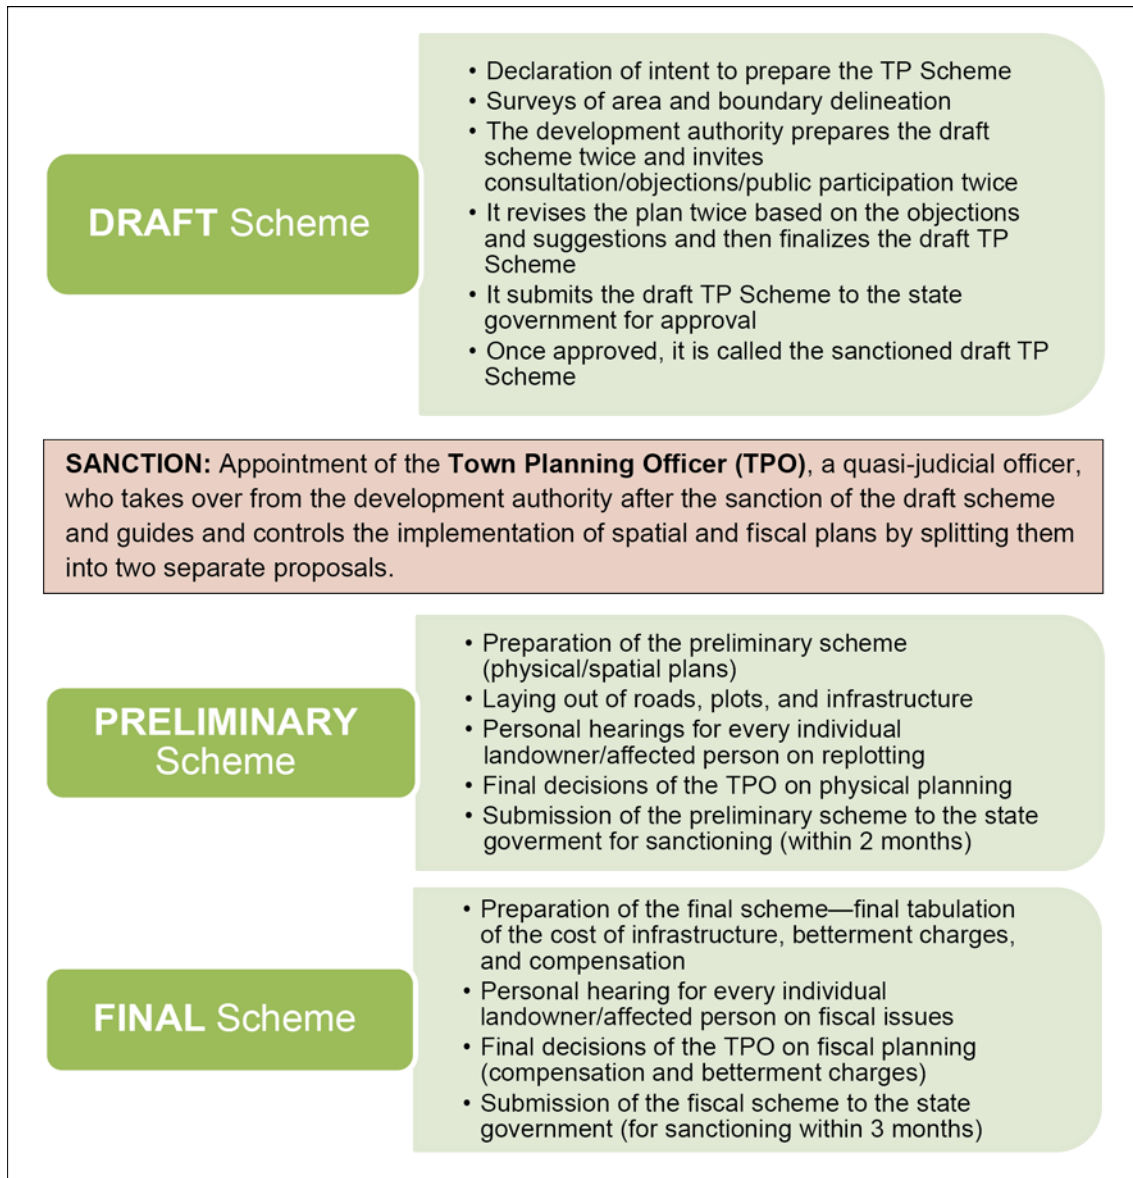 DRAFT Scheme
• Declaration of intent to prepare the TP Scheme
• Surveys of area and boundary delineation
• The development authority prepares the draft
scheme twice and invites
consultation/objections/public participation twice
• It revises the plan twice based on the objections
and suggestions and then finalizes the draft TP
Scheme
• It submits the draft TP Scheme to the state
government for approval
• Once approved, it is called the sanctioned draft TP
Scheme
SANCTION: Appointment of the Town Planning Officer (TPO), a quasi-judicial officer,
who takes over from the development authority after the sanction of the draft scheme
and guides and controls the implementation of spatial and fiscal plans by splitting them
into two separate proposals.
PRELIMINARY
Scheme
• Preparation of the preliminary scheme
(physical/spatial plans)
• Laying out of roads, plots, and infrastructure
• Personal hearings for every individual
landowner/affected person on replotting
• Final decisions of the TPO on physical planning
• Submission of the preliminary scheme to the state
goverment for sanctioning (within 2 months)
FINAL Scheme
• Preparation of the final scheme—final tabulation
of the cost of infrastructure, betterment charges,
and compensation
• Personal hearing for every individual
landowner/affected person on fiscal issues
• Final decisions of the TPO on fiscal planning
(compensation and betterment charges)
• Submission of the fiscal scheme to the state
government (for sanctioning within 3 months)